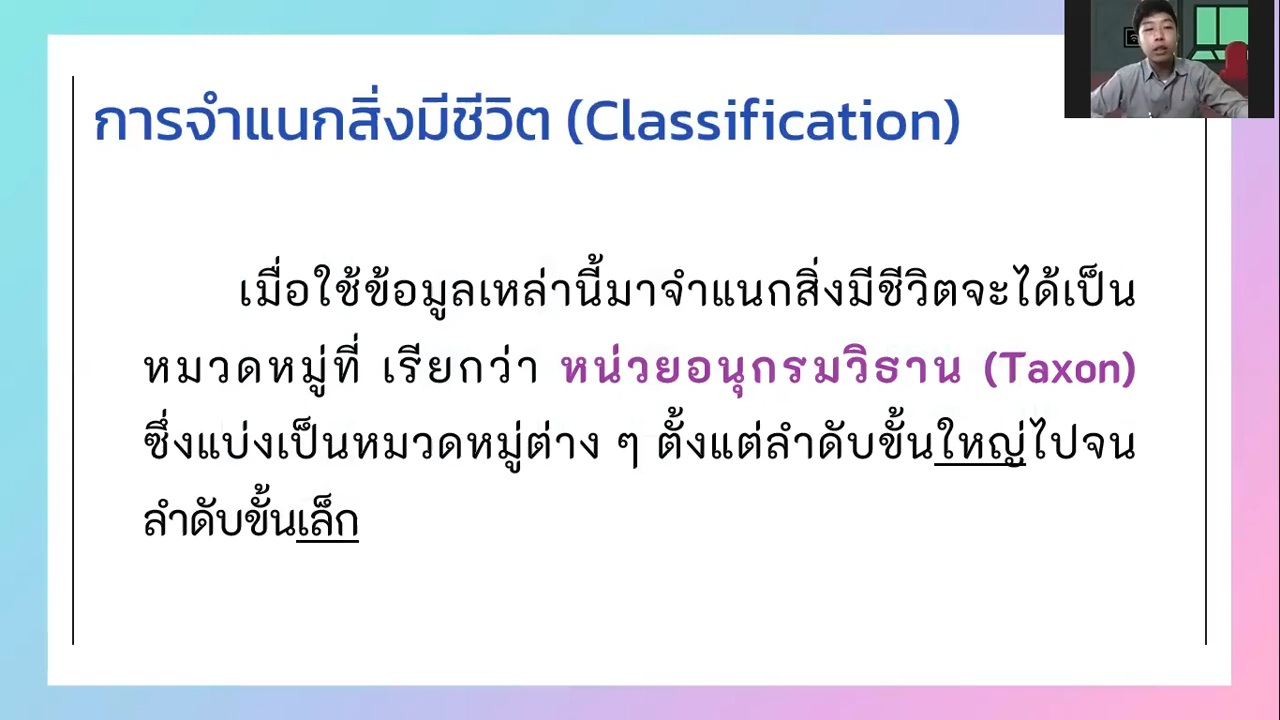 การจำแนกสิ่งมีชีวิต (Classification)
เมื่อใช้ข้อมูลเหล่านี้มาจำแนกสิ่งมีชีวิตจะได้เป็น
หมวดหมู่ที่ เรียกว่า หน่วยอนุกรมวิธาน (Taxon)
ซึ่งแบ่งเป็นหมวดหมู่ต่าง ๆ ตั้งแต่ลำดับขั้นใหญ่ไปจน
ลำดับขั้นเล็ก